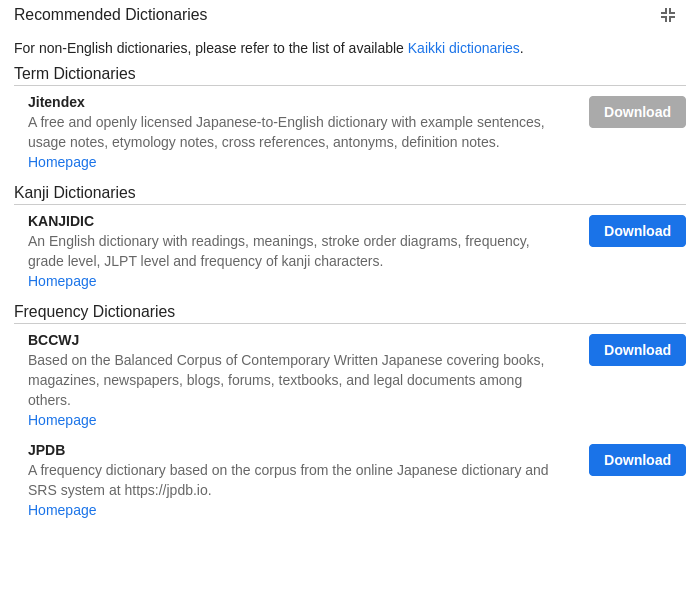 Recommended Dictionaries
For non-English dictionaries, please refer to the list of available Kaikki dictionaries.
Term Dictionaries
Jitendex
Download
A free and openly licensed Japanese-to-English dictionary with example sentences,
usage notes, etymology notes, cross references, antonyms, definition notes.
Homepage
Kanji Dictionaries
KANJIDIC
Download
An English dictionary with readings, meanings, stroke order diagrams, frequency,
grade level, JLPT level and frequency of kanji characters.
Homepage
Frequency Dictionaries
BCCWJ
Download
Based on the Balanced Corpus of Contemporary Written Japanese covering books,
magazines, newspapers, blogs, forums, textbooks, and legal documents among
others.
Homepage
JPDB
Download
A frequency dictionary based on the corpus from the online Japanese dictionary and
SRS system at https://jpdb.io.
Homepage